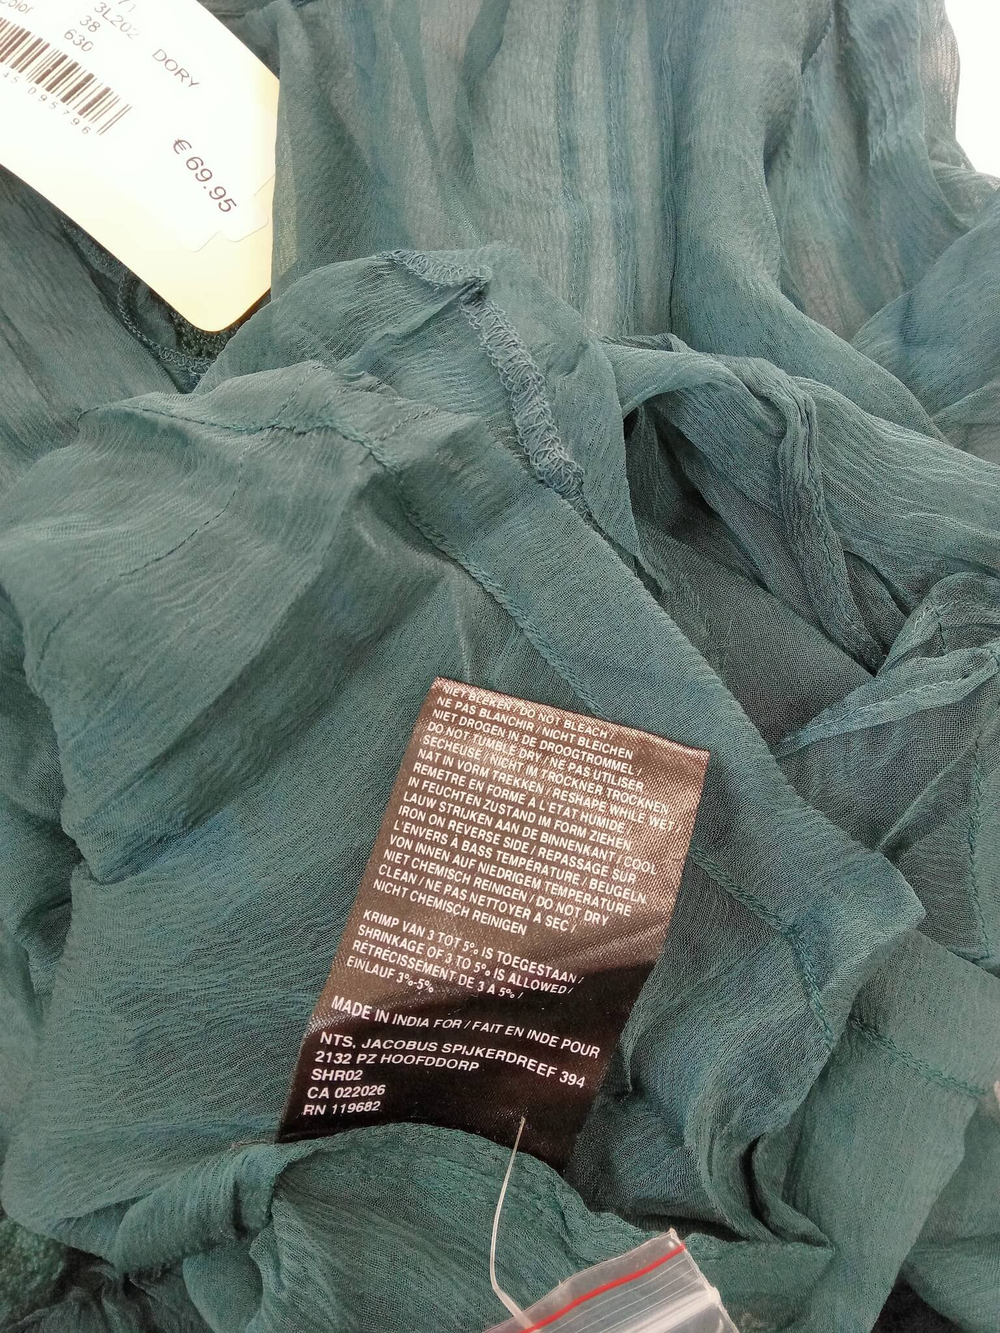 Color
3L202
38
630
DORY
45 095796
€ 69.95
NIET BLEKEN / DO NOT BLEACH /
NE PAS BLANCHIR / NICHT BLEICHEN
NIET DROGEN IN DE DROOGTROMMEL /
DO NOT TUMBLE DRY / NE PAS UTILISER
SECHEUSE / NICHT IM TROCKNER TROCKNEN
NAT IN VORM TREKKEN / RESHAPE WHILE WET
REMETRE EN FORME A L'ETAT HUMIDE
IN FEUCHTEN ZUSTAND IM FORM ZIEHEN
LAUW STRIJKEN AAN DE BINNENKANT / COOL
IRON ON REVERSE SIDE / REPASSAGE SUR
L'ENVERS À BASS TEMPÉRATURE / BEUGELN,
VON INNEN AUF NIEDRIGEM TEMPERATURE
NIET CHEMISCH REINIGEN / DO NOT DRY
CLEAN / NE PAS NETTOYER A SEC /
NICHT CHEMISCH REINIGEN
KRIMP VAN 3 TOT 5% IS TOEGESTAAN /
SHRINKAGE OF 3 TO 5% IS ALLOWED /
RETRECISSEMENT DE 3 A 5% /
EINLAUF 3%-5%
MADE IN INDIA FOR / FAIT EN INDE POUR
NTS, JACOBUS SPIJKERDREEF 394
2132 PZ HOOFDDORP
SHR02
CA 022026
RN 119682